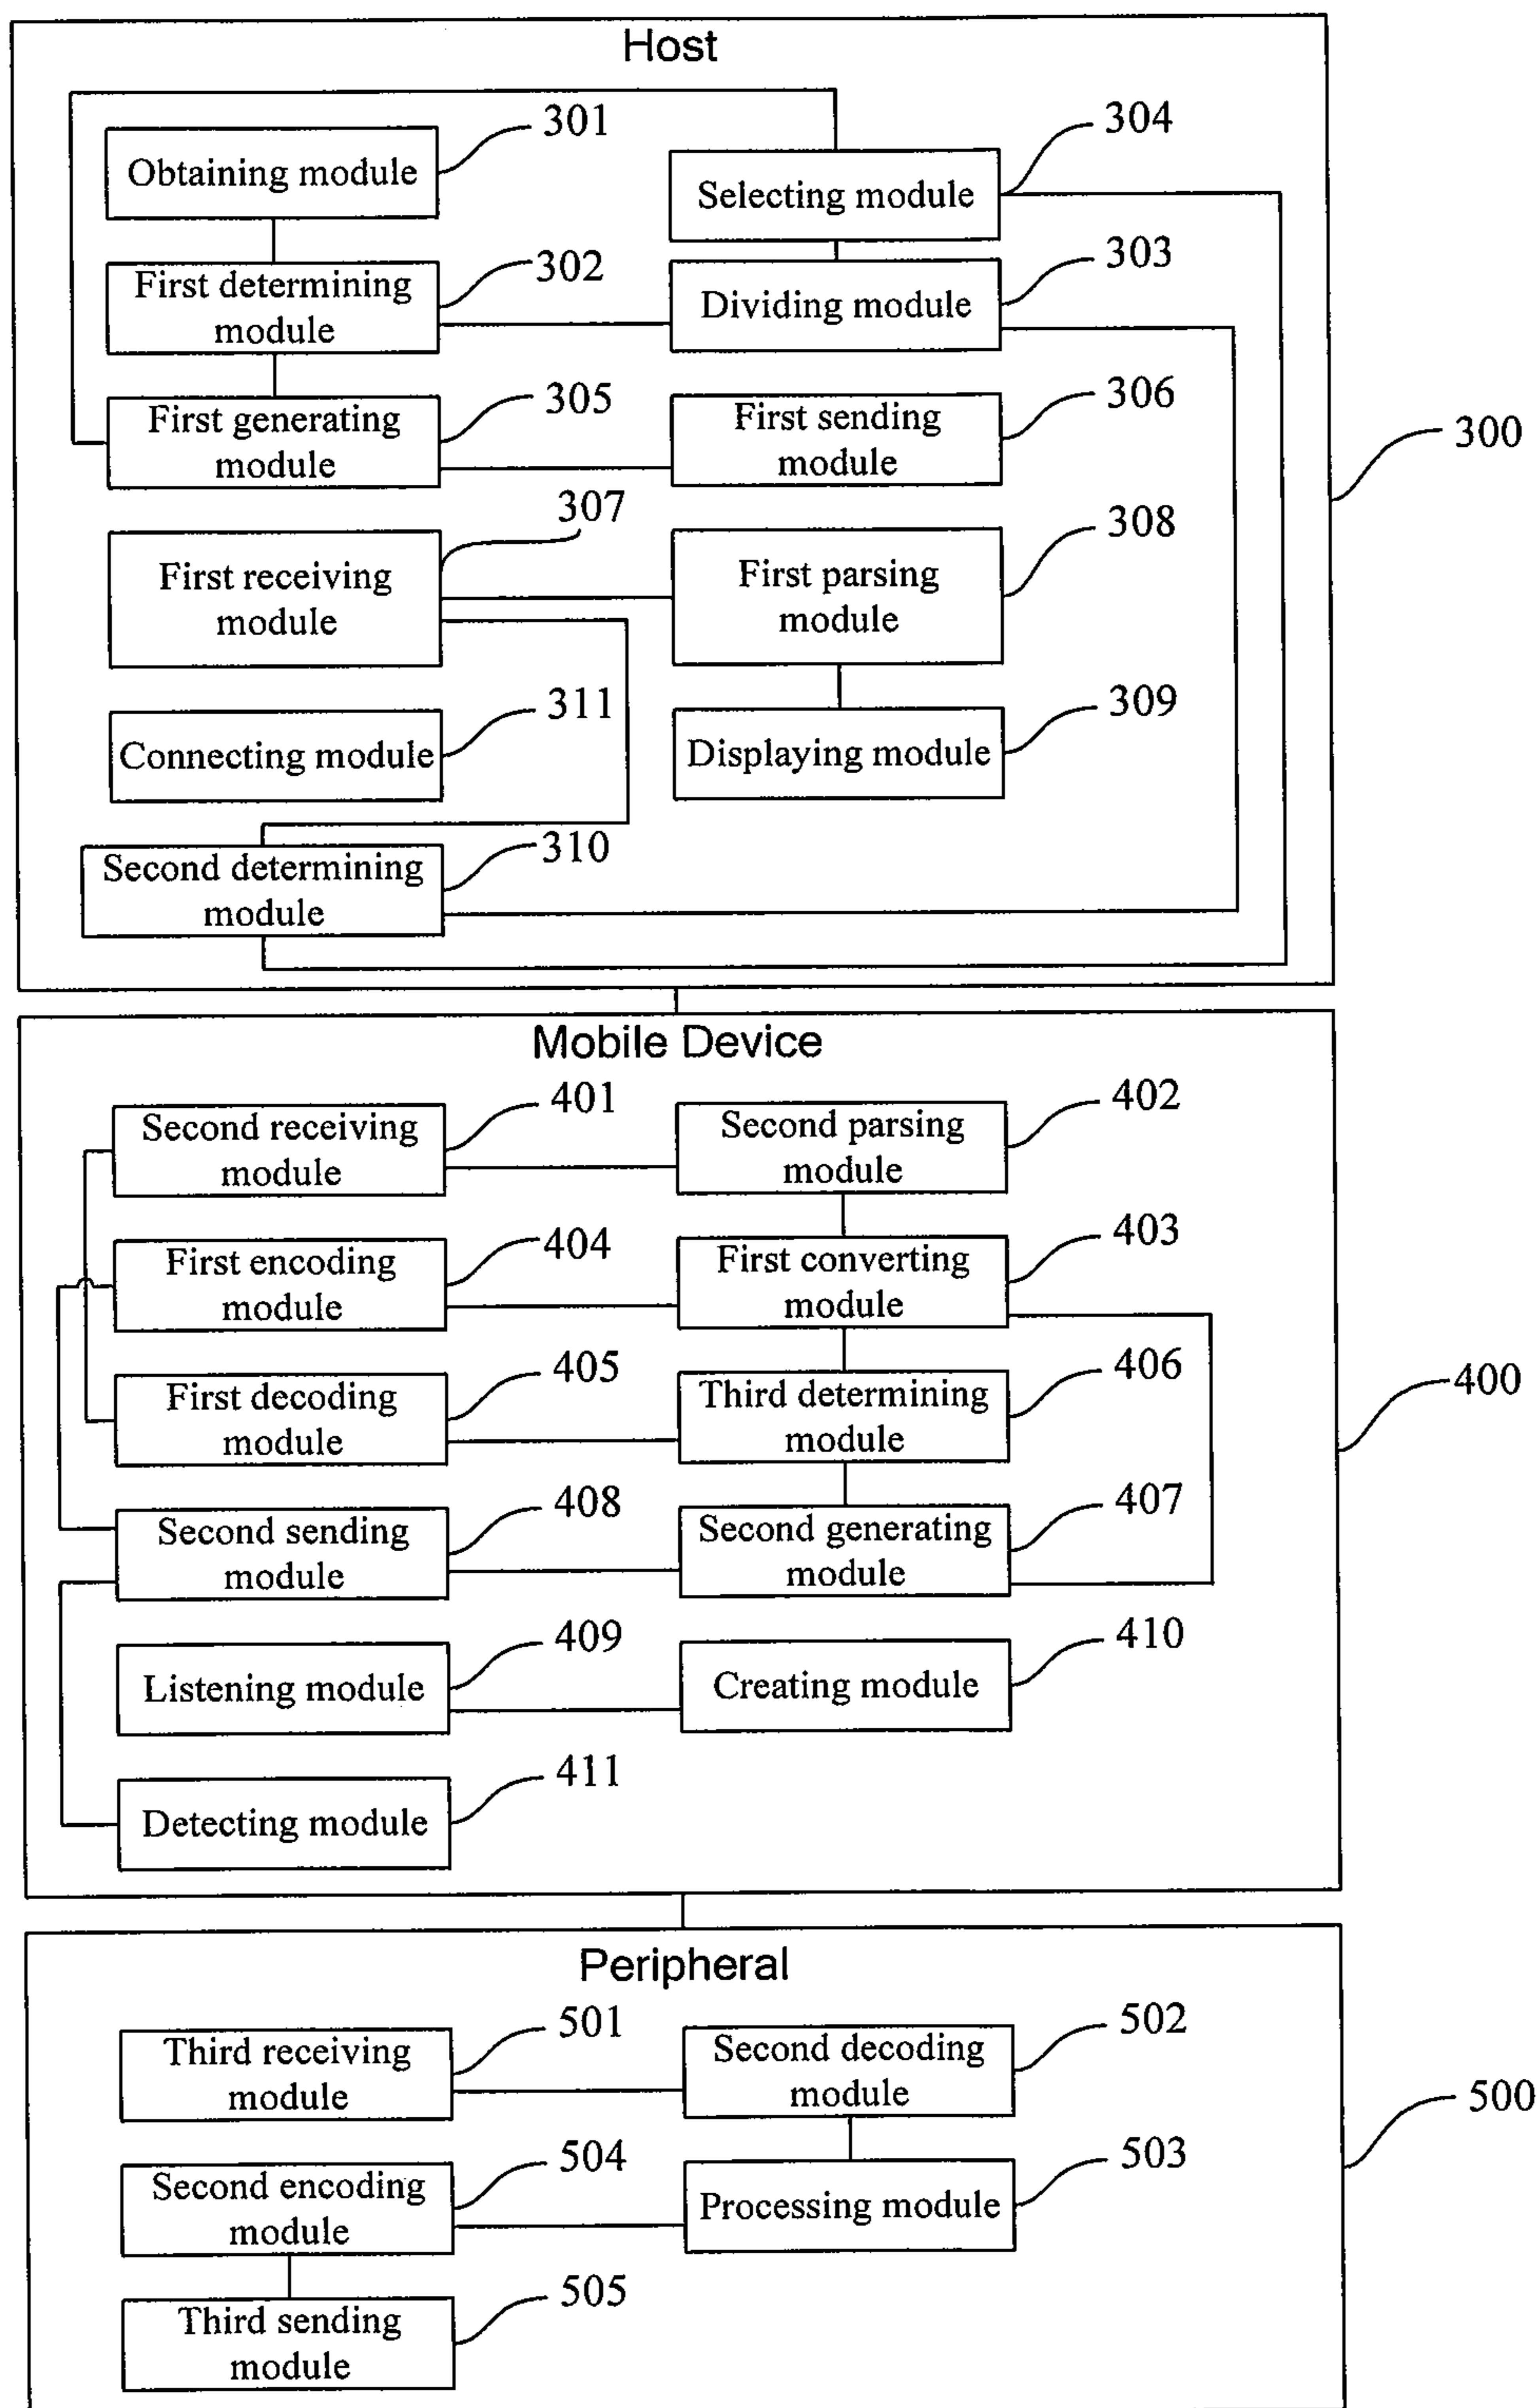 Host
301
Obtaining module
304
Selecting module
302
First determining
module
303
Dividing module
305
First generating
module
306
First sending
module
300
307
First receiving
module
308
First parsing
module
311
Connecting module
309
Displaying module
310
Second determining
module
Mobile Device
401
Second receiving
module
402
Second parsing
module
404
First encoding
module
403
First converting
module
405
First decoding
module
406
Third determining
module
400
408
Second sending
module
407
Second generating
module
409
Listening module
410
Creating module
411
Detecting module
Peripheral
501
Third receiving
module
502
Second decoding
module
500
504
Second encoding
module
503
Processing module
505
Third sending
module